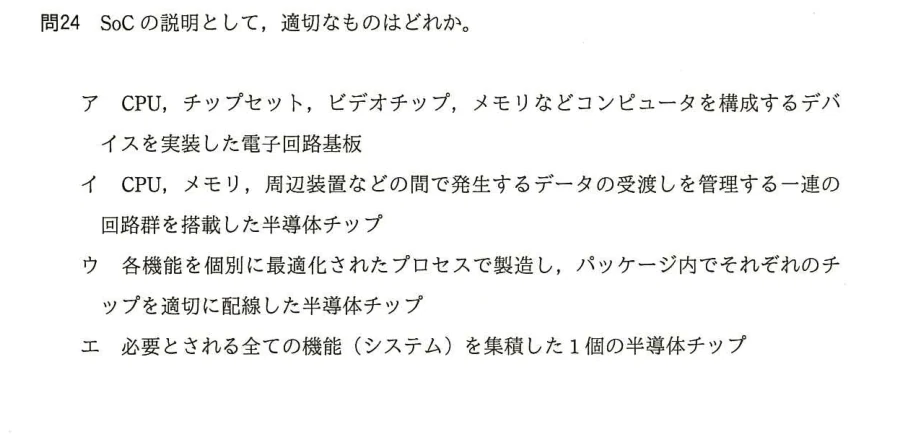 問24 SoC の説明として，適切なものはどれか。
ア CPU，チップセット，ビデオチップ，メモリなどコンピュータを構成するデバ
イスを実装した電子回路基板
イ CPU，メモリ，周辺装置などの間で発生するデータの受渡しを管理する一連の
回路群を搭載した半導体チップ
ウ 各機能を個別に最適化されたプロセスで製造し，パッケージ内でそれぞれのチ
ップを適切に配線した半導体チップ
エ 必要とされる全ての機能（システム）を集積した 1 個の半導体チップ